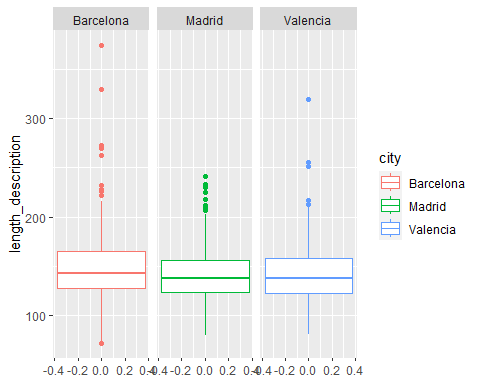 Barcelona Madrid Valencia
300
200
100
length_description
-0.4 -0.2 0.0 0.2 0.4 -0.4 -0.2 0.0 0.2 0.4 -0.4 -0.2 0.0 0.2 0.4
city
Barcelona
Madrid
Valencia